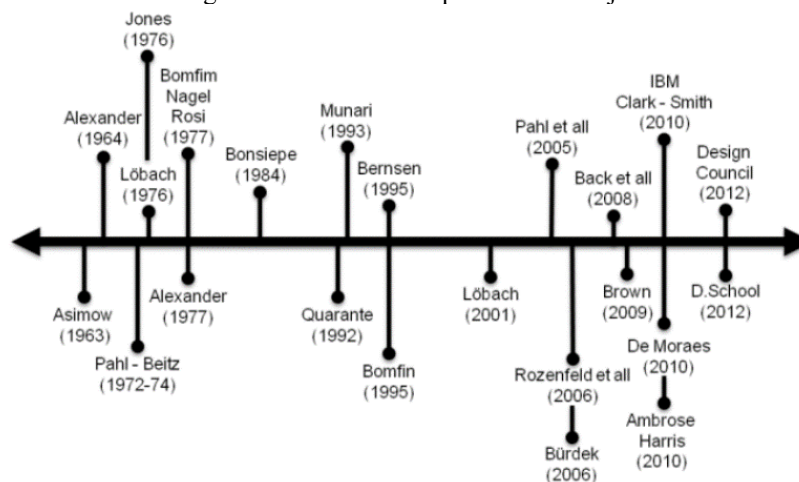 Jones
(1976)
Bomfim
Nagel
Rosi
(1977)
Alexander
(1964)
Löbach
(1976)
Bonsiepe
(1984)
Munari
(1993)
Bernsen
(1995)
Pahl et all
(2005)
Back et all
(2008)
IBM
Clark - Smith
(2010)
Design
Council
(2012)
Asimow
(1963)
Pahl - Beitz
(1972-74)
Alexander
(1977)
Quarante
(1992)
Bomfin
(1995)
Löbach
(2001)
Rozenfeld et all
(2006)
Bürdek
(2006)
Brown
(2009)
De Moraes
(2010)
Ambrose
Harris
(2010)
D.School
(2012)